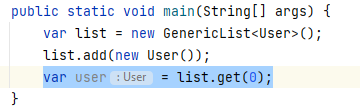 public static void main(String[] args) {
    var list = new GenericList<User>();
    list.add(new User());
    var user : User = list.get(0);
}